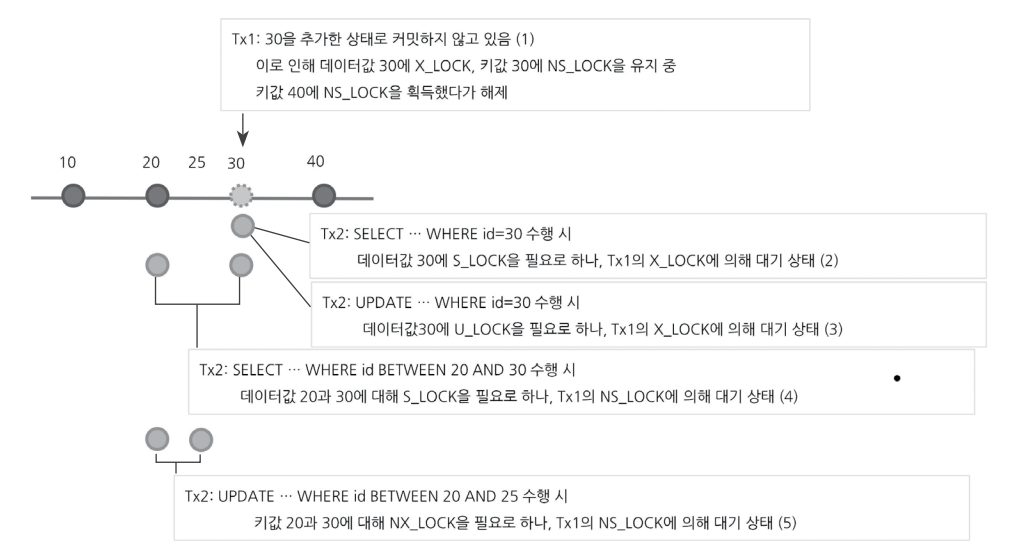 Tx1: 30을 추가한 상태로 커밋하지 않고 있음 (1)
이로 인해 데이터값 30에 X_LOCK, 키값 30에 NS_LOCK을 유지 중
키값 40에 NS_LOCK을 획득했다가 해제
10 20 25 30 40
Tx2: SELECT ⋯ WHERE id=30 수행 시
데이터값 30에 S_LOCK을 필요로 하나, Tx1의 X_LOCK에 의해 대기 상태 (2)
Tx2: UPDATE ⋯ WHERE id=30 수행 시
데이터값30에 U_LOCK을 필요로 하나, Tx1의 X_LOCK에 의해 대기 상태 (3)
Tx2: SELECT ⋯ WHERE id BETWEEN 20 AND 30 수행 시
데이터값 20과 30에 대해 S_LOCK을 필요로 하나, Tx1의 NS_LOCK에 의해 대기 상태 (4)
Tx2: UPDATE ⋯ WHERE id BETWEEN 20 AND 25 수행 시
키값 20과 30에 대해 NX_LOCK을 필요로 하나, Tx1의 NS_LOCK에 의해 대기 상태 (5)